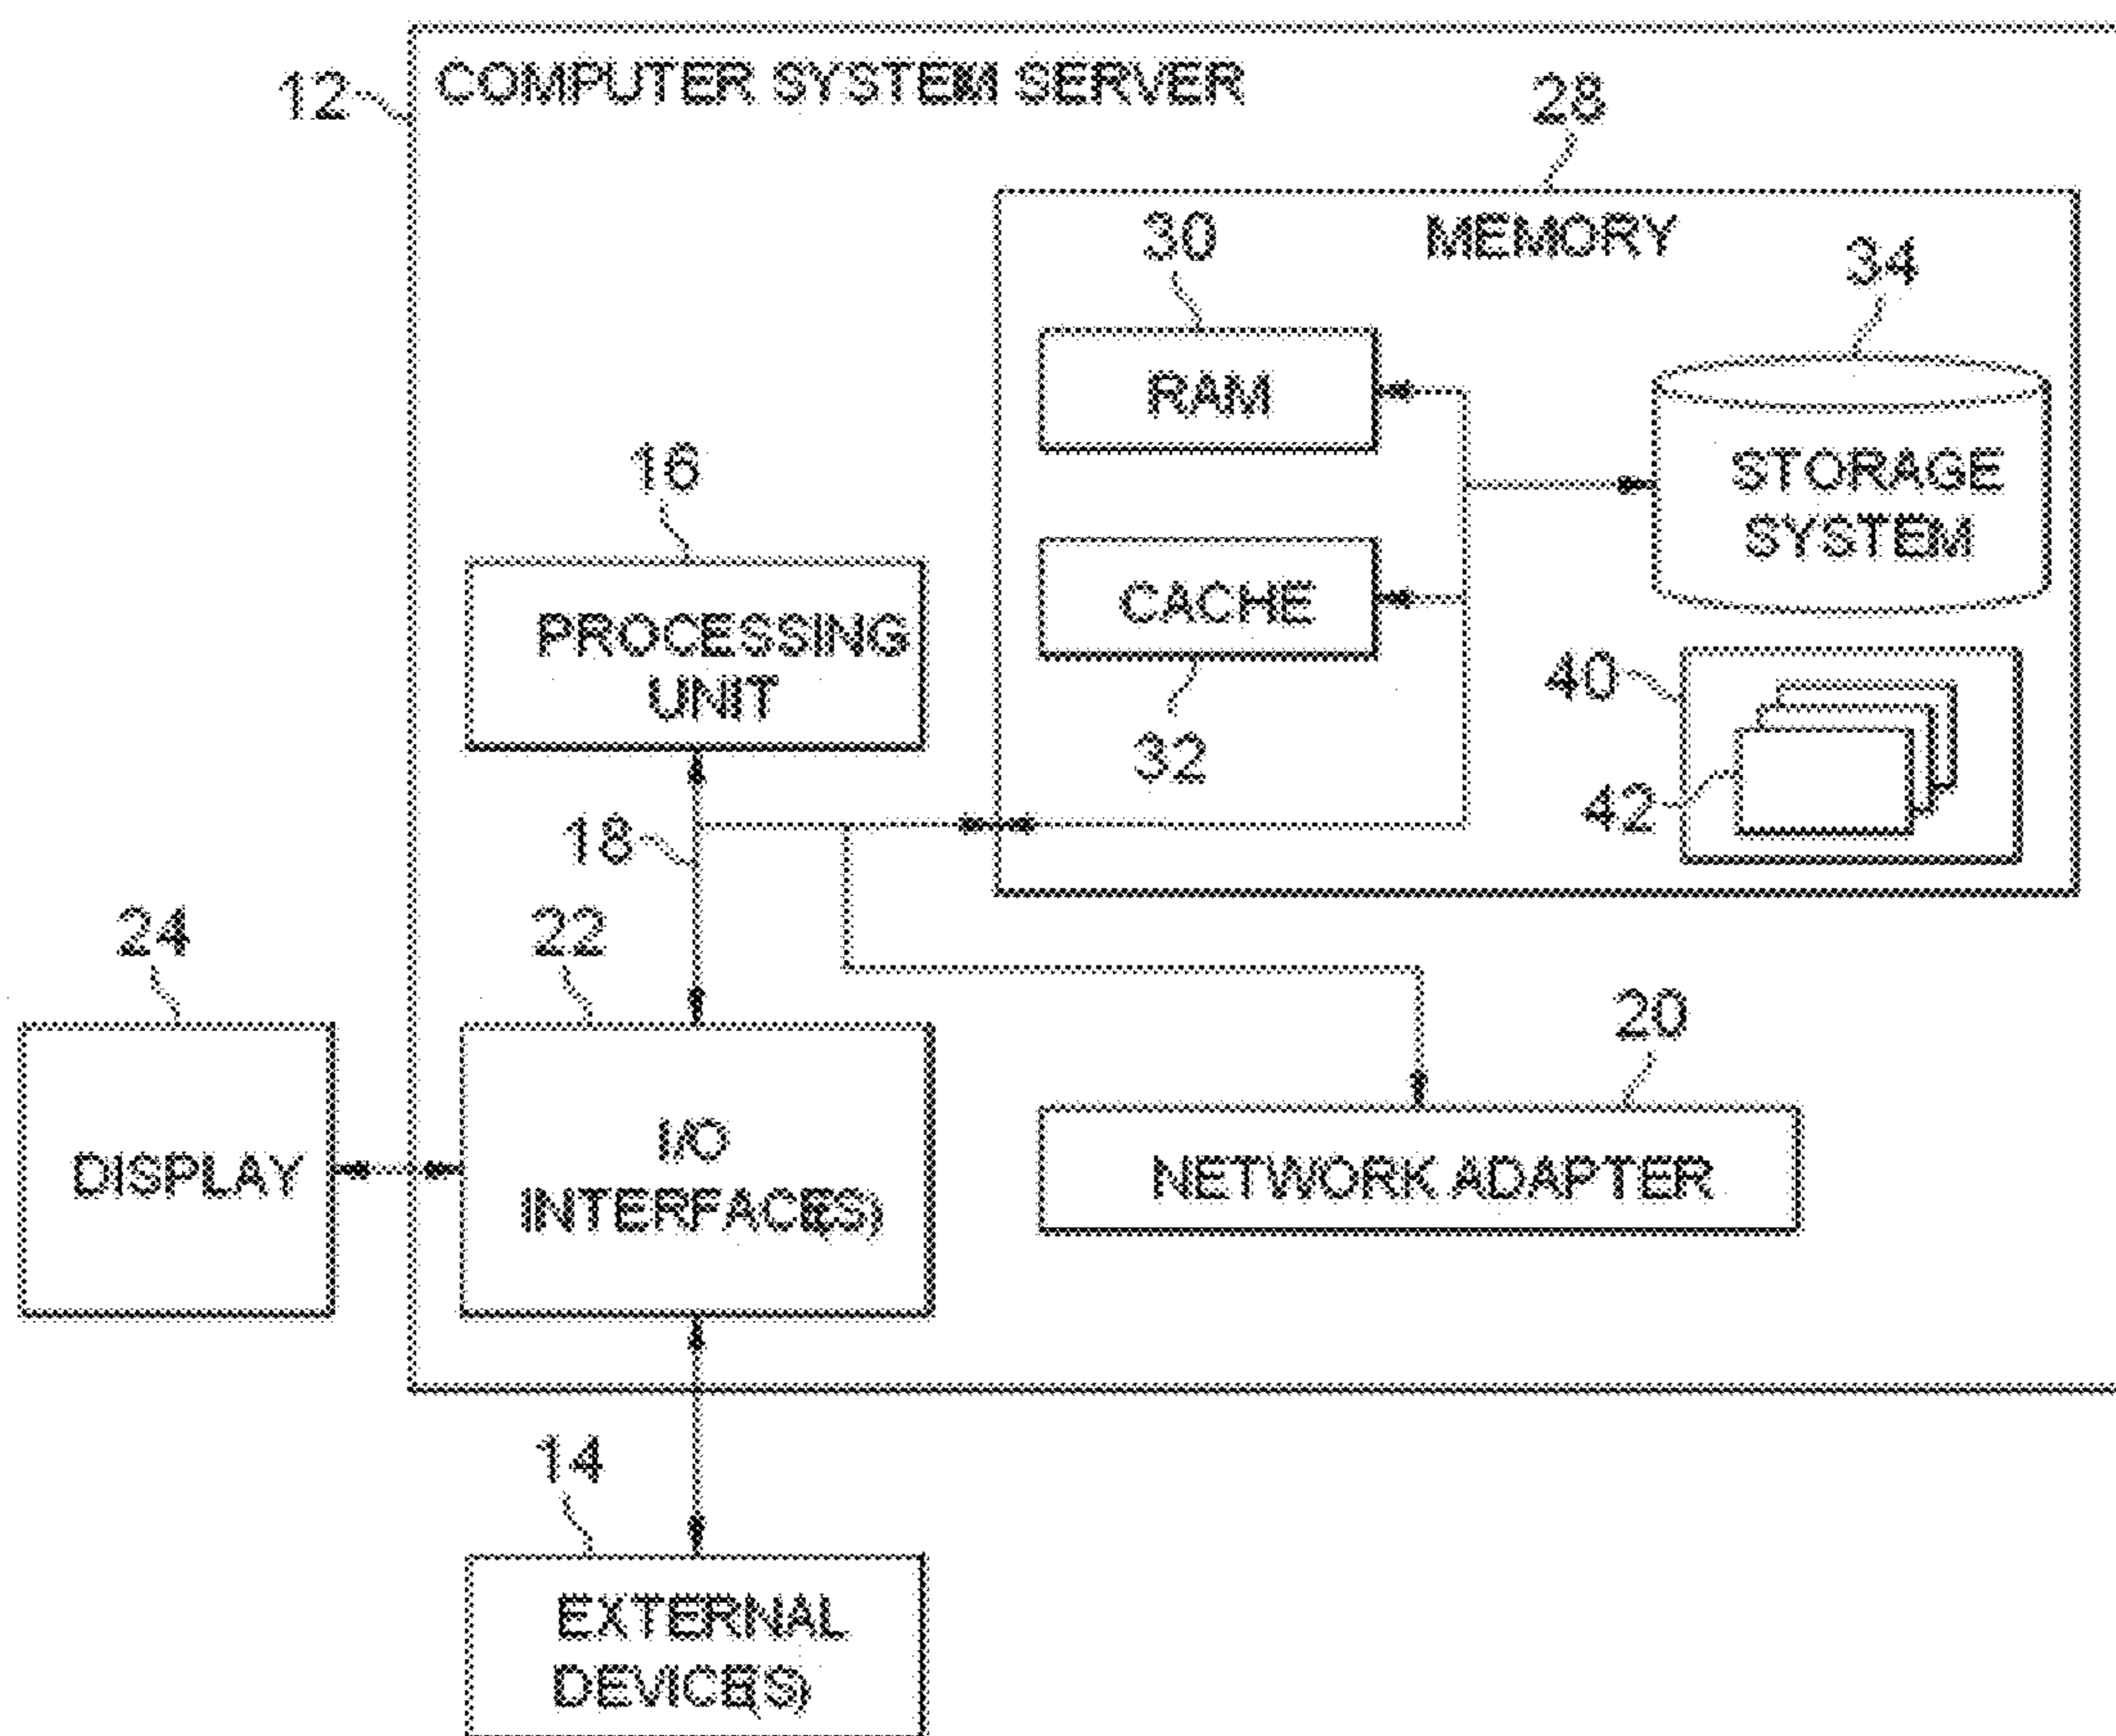 12
COMPUTER SYSTEM SERVER
28
MEMORY
30
34
RAM
STORAGE
SYSTEM
16
PROCESSING
UNIT
CACHE
32
40
42
18
24
22
20
DISPLAY
I/O
INTERFACE(S)
NETWORK ADAPTER
14
EXTERNAL
DEVICE(S)